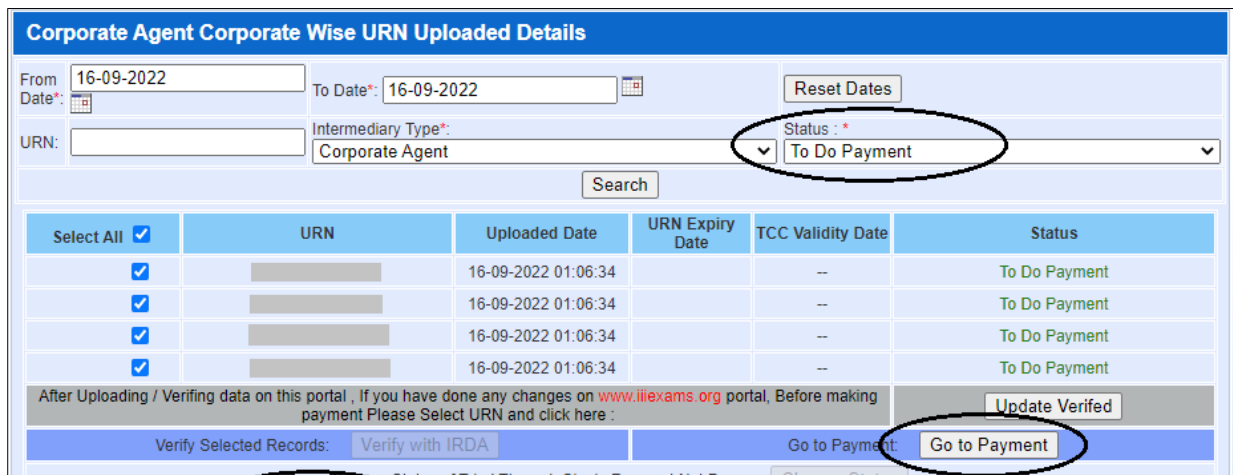 Corporate Agent Corporate Wise URN Uploaded Details
From Date*: 16-09-2022 To Date*: 16-09-2022 Reset Dates
URN: Intermediary Type*: Corporate Agent Status : * To Do Payment
Search
Select All URN Uploaded Date URN Expiry Date TCC Validity Date Status
16-09-2022 01:06:34 -- To Do Payment
16-09-2022 01:06:34 -- To Do Payment
16-09-2022 01:06:34 -- To Do Payment
16-09-2022 01:06:34 -- To Do Payment
After Uploading / Verifing data on this portal , If you have done any changes on www.iiiexams.org portal, Before making
payment Please Select URN and click here : Update Verifed
Verify Selected Records: Verify with IRDA Go to Payment: Go to Payment